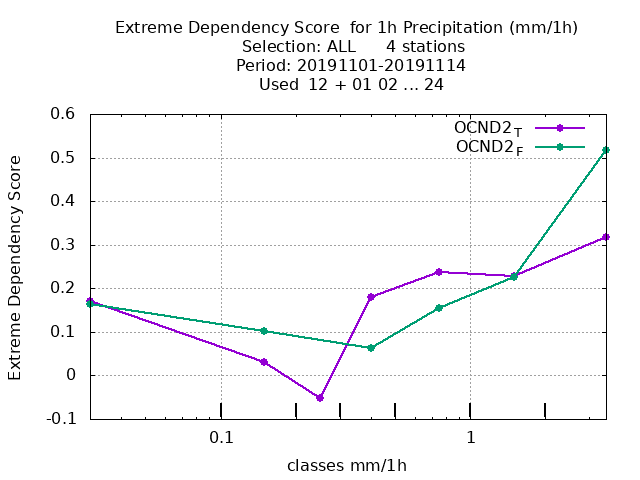 Extreme Dependency Score  for 1h Precipitation (mm/1h)
Selection: ALL      4 stations
Period: 20191101-20191114
Used  12 + 01 02 ... 24
OCND2T
OCND2F
Extreme Dependency Score
0.6
0.5
0.4
0.3
0.2
0.1
0
-0.1
0.1 1
classes mm/1h